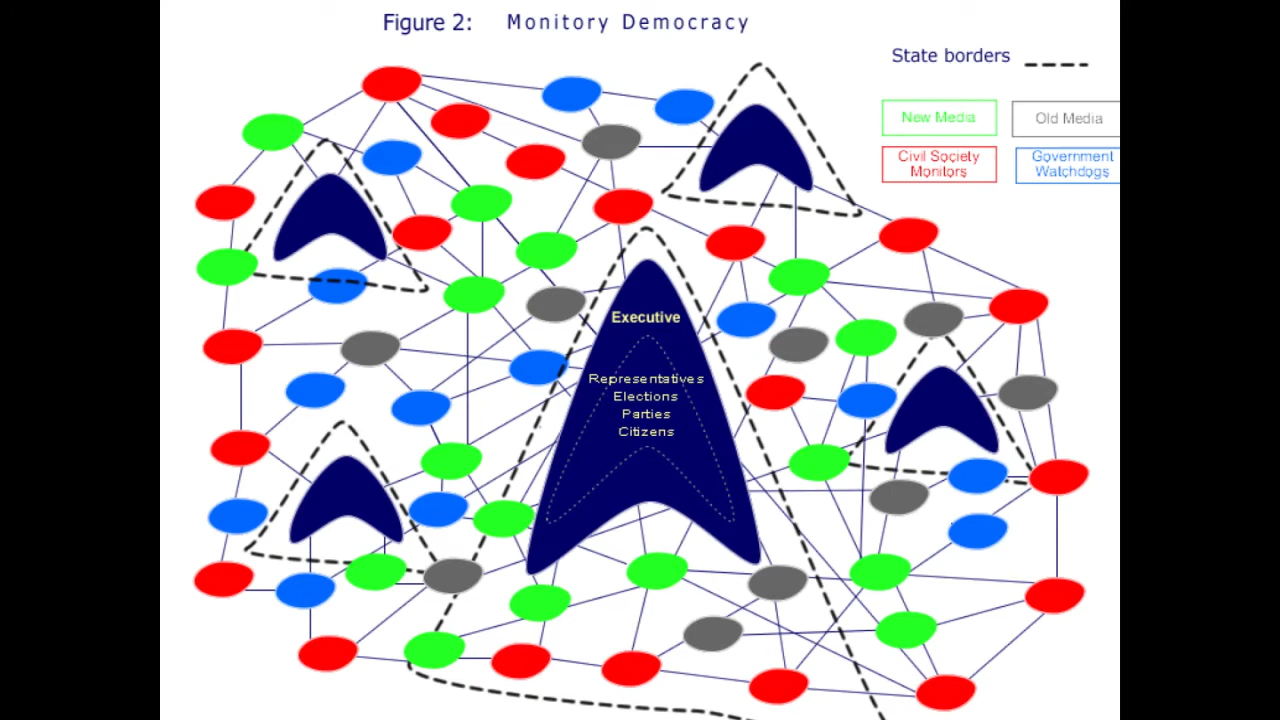 Figure 2: Monitory Democracy
State borders
New Media
Old Media
Civil Society
Monitors
Government
Watchdogs
Executive
Representatives
Elections
Parties
Citizens